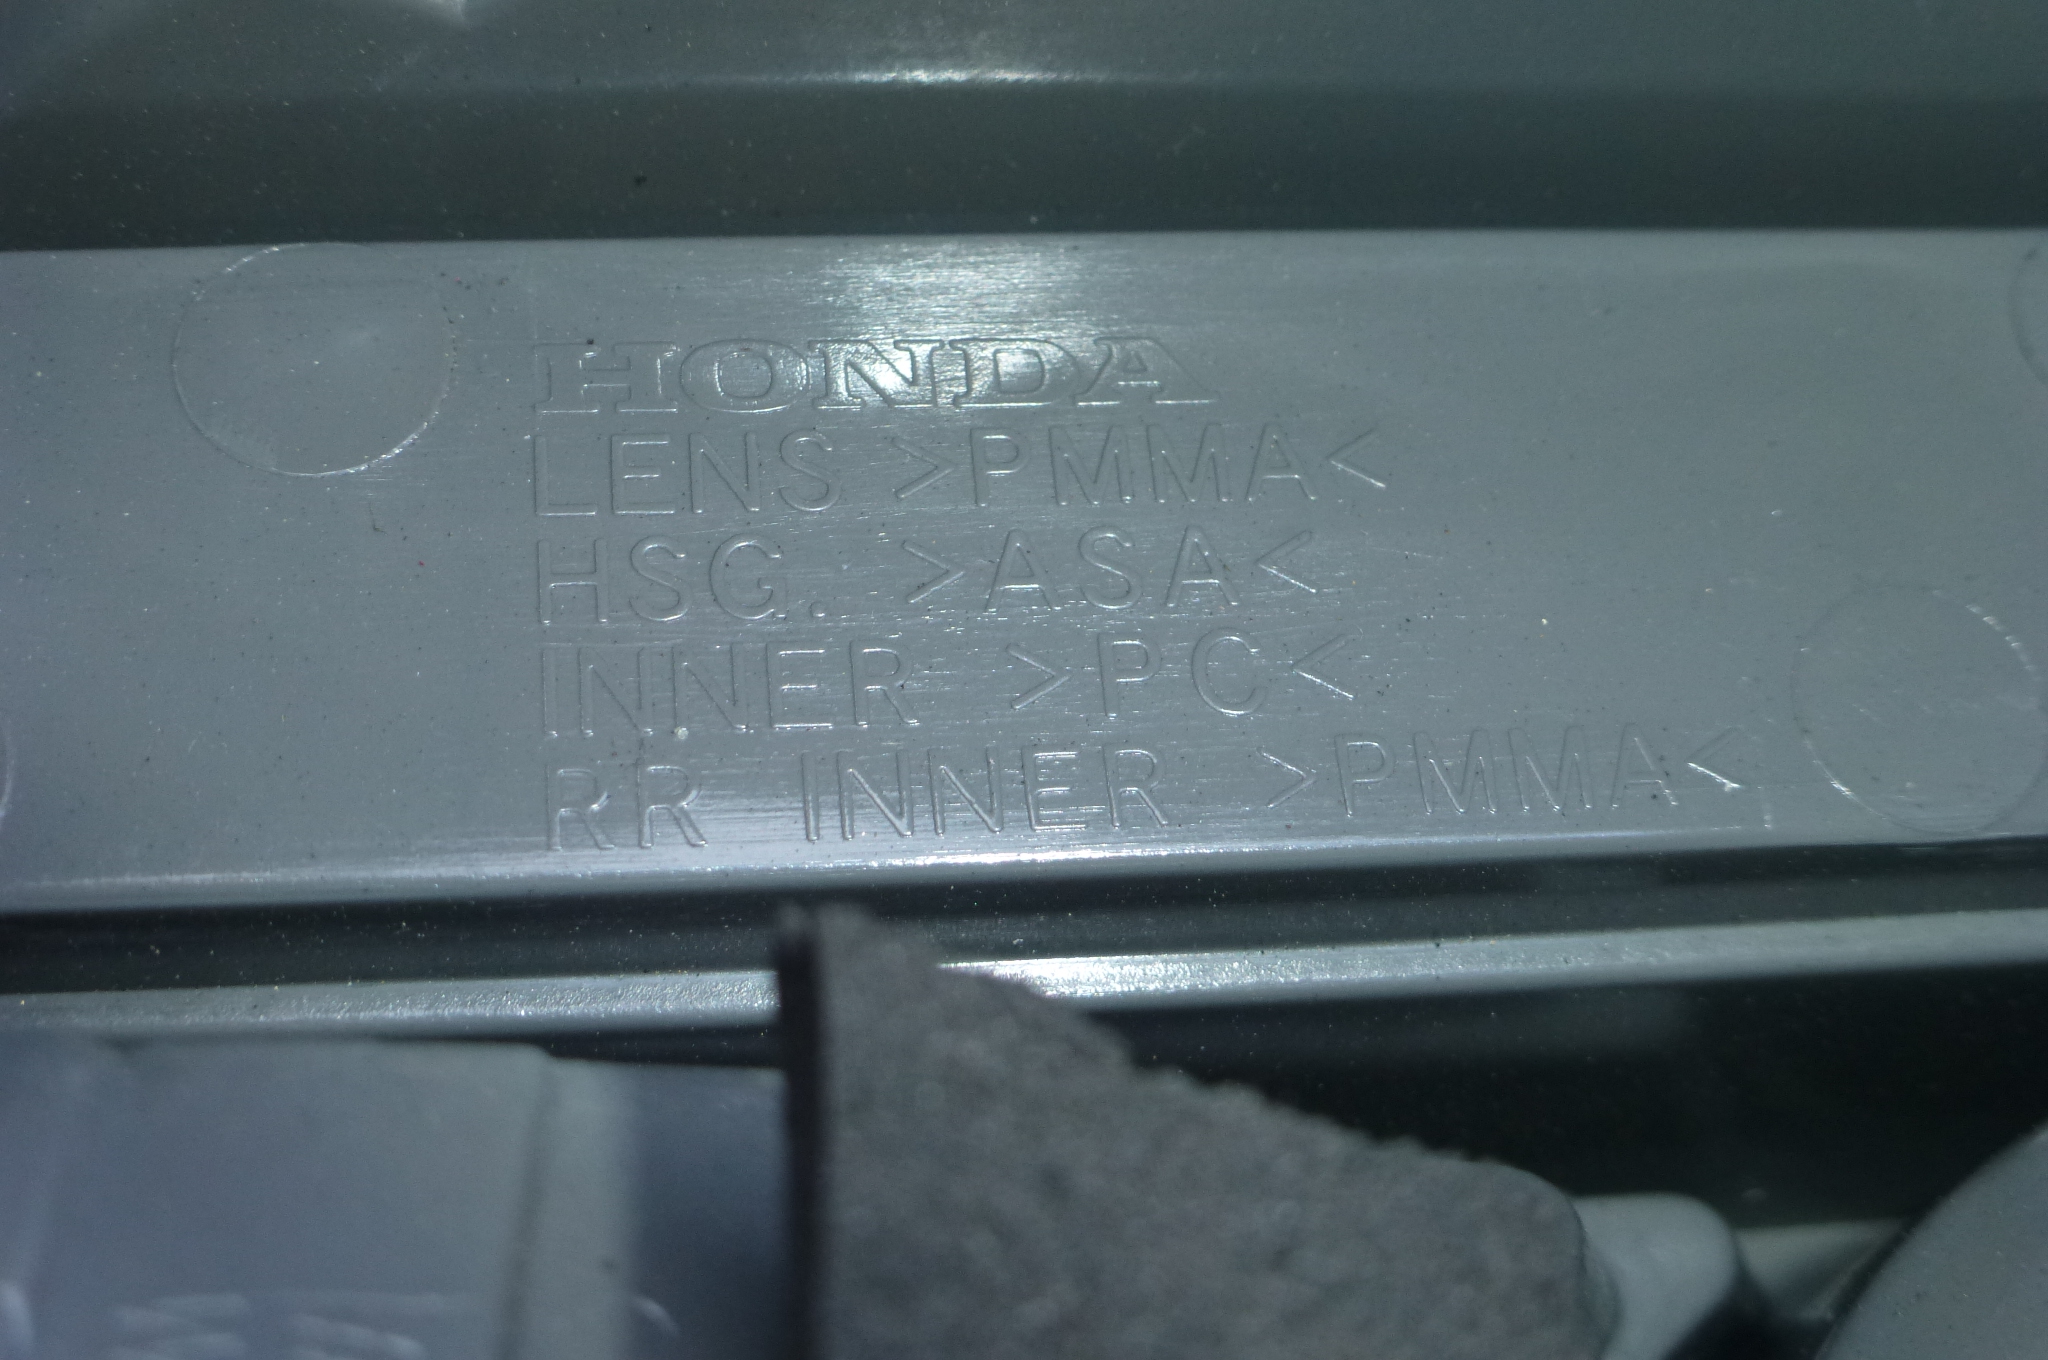 HONDA
LENS >PMMA<
HSG. >ASA<
INNER >PC<
RR INNER >PMMA<